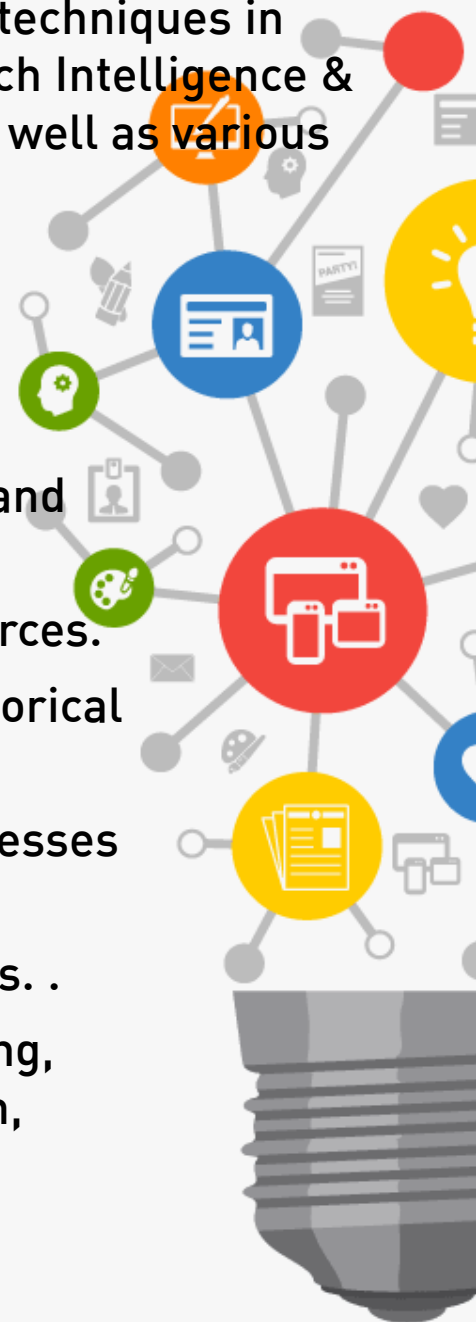 techniques in
ch Intelligence &
well as various
PARTY!
and
rces.
orical
esses
s. .
ng,
n,